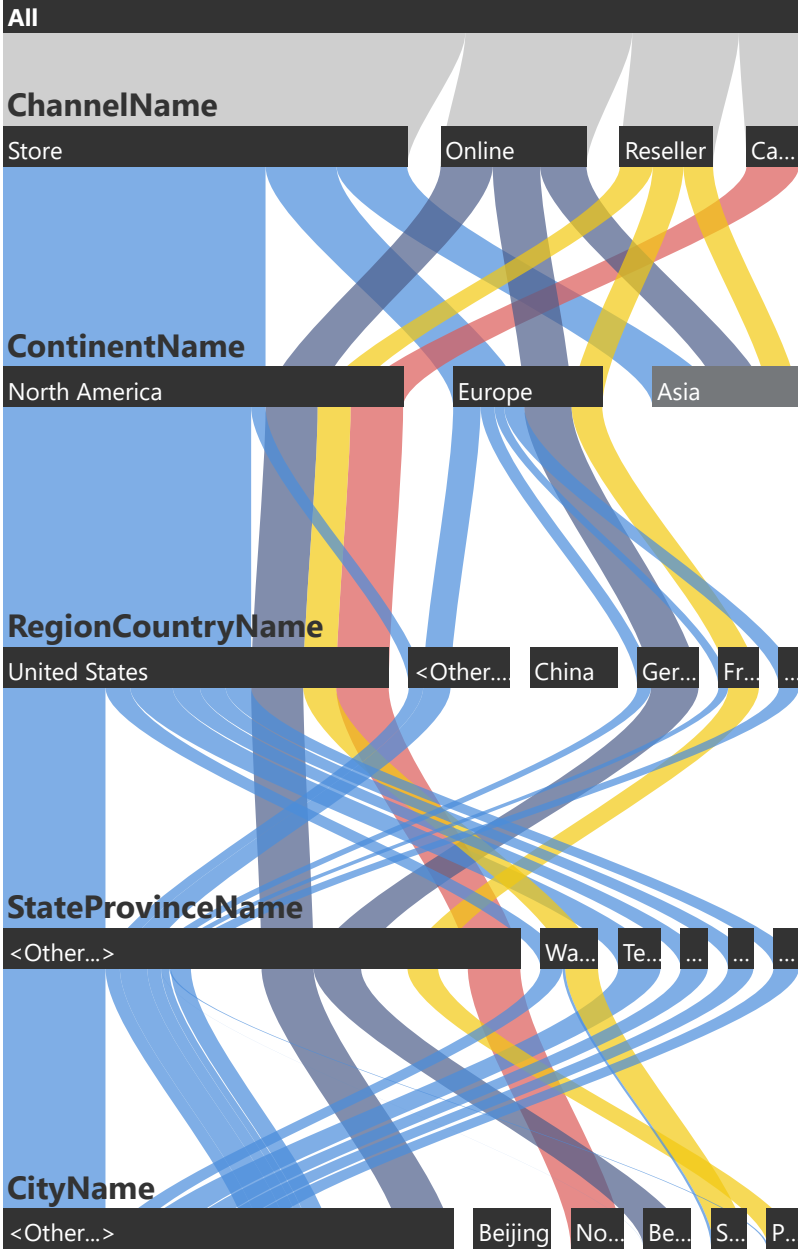 All
ChannelName
Store Online Reseller Ca...
ContinentName
North America Europe Asia
RegionCountryName
United States <Other... China Ger... Fr... ...
StateProvinceName
<Other...> Wa... Te... ... ... ...
CityName
<Other...> Beijing No... Be... S... P...